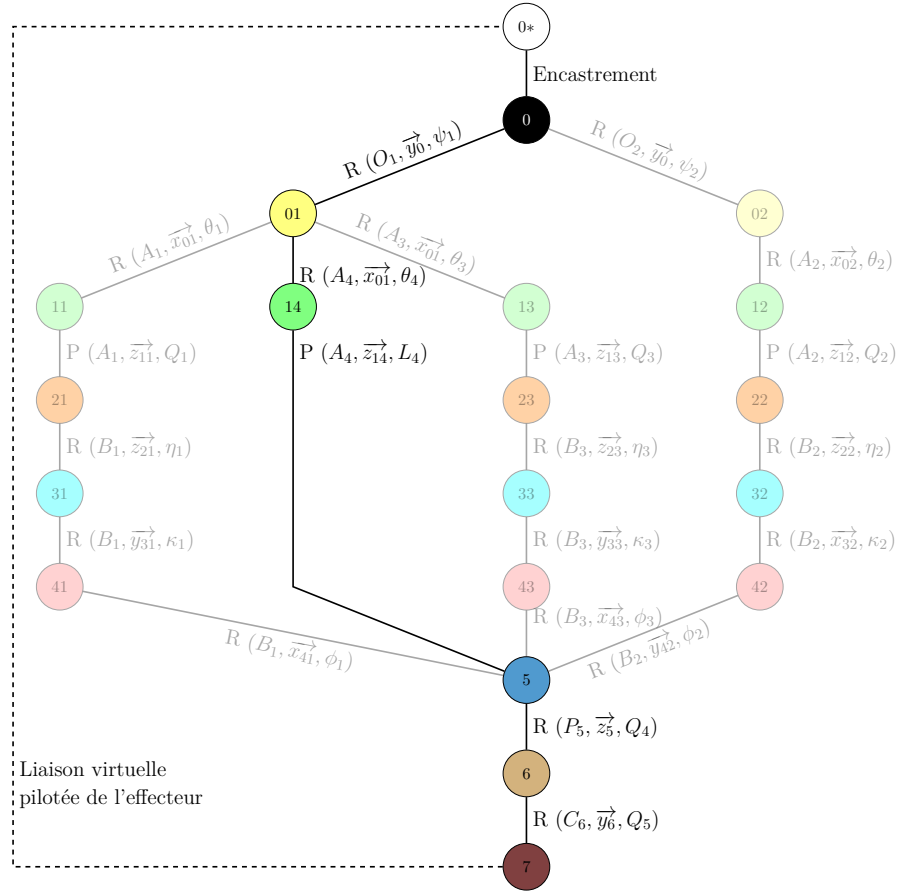 0*
Encastrement
0
R (O₁, y₀→, ψ₁)
R (O₂, y₀→, ψ₂)
01
02
R (A₁, x₀₁→, θ₁)
R (A₃, x₀₁→, θ₃)
R (A₄, x₀₁→, θ₄)
R (A₂, x₀₂→, θ₂)
11
14
13
12
P (A₁, z₁₁→, Q₁)
P (A₄, z₁₄→, L₄)
P (A₃, z₁₃→, Q₃)
P (A₂, z₁₂→, Q₂)
21
23
22
R (B₁, z₂₁→, η₁)
R (B₃, z₂₃→, η₃)
R (B₂, z₂₂→, η₂)
31
33
32
R (B₁, y₃₁→, κ₁)
R (B₃, y₃₃→, κ₃)
R (B₂, x₃₂→, κ₂)
41
43
42
R (B₁, x₄₁→, ϕ₁)
R (B₃, x₄₃→, ϕ₃)
R (B₂, y₄₂→, ϕ₂)
5
R (P₅, z₅→, Q₄)
6
Liaison virtuelle
pilotée de l'effecteur
R (C₆, y₆→, Q₅)
7